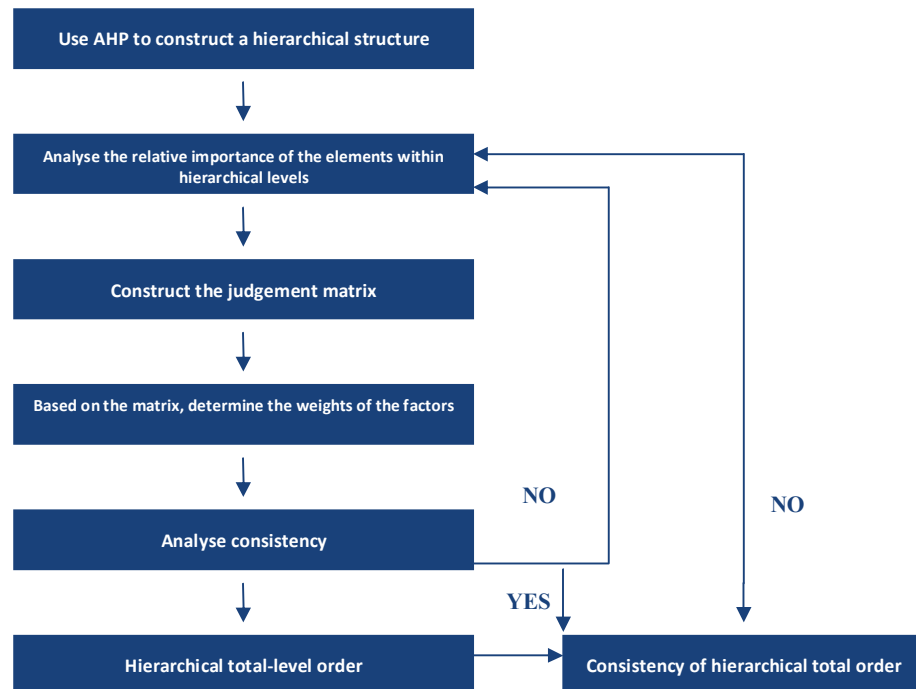 Use AHP to construct a hierarchical structure
Analyse the relative importance of the elements within
hierarchical levels
Construct the judgement matrix
Based on the matrix, determine the weights of the factors
NO
NO
Analyse consistency
YES
Hierarchical total-level order
Consistency of hierarchical total order